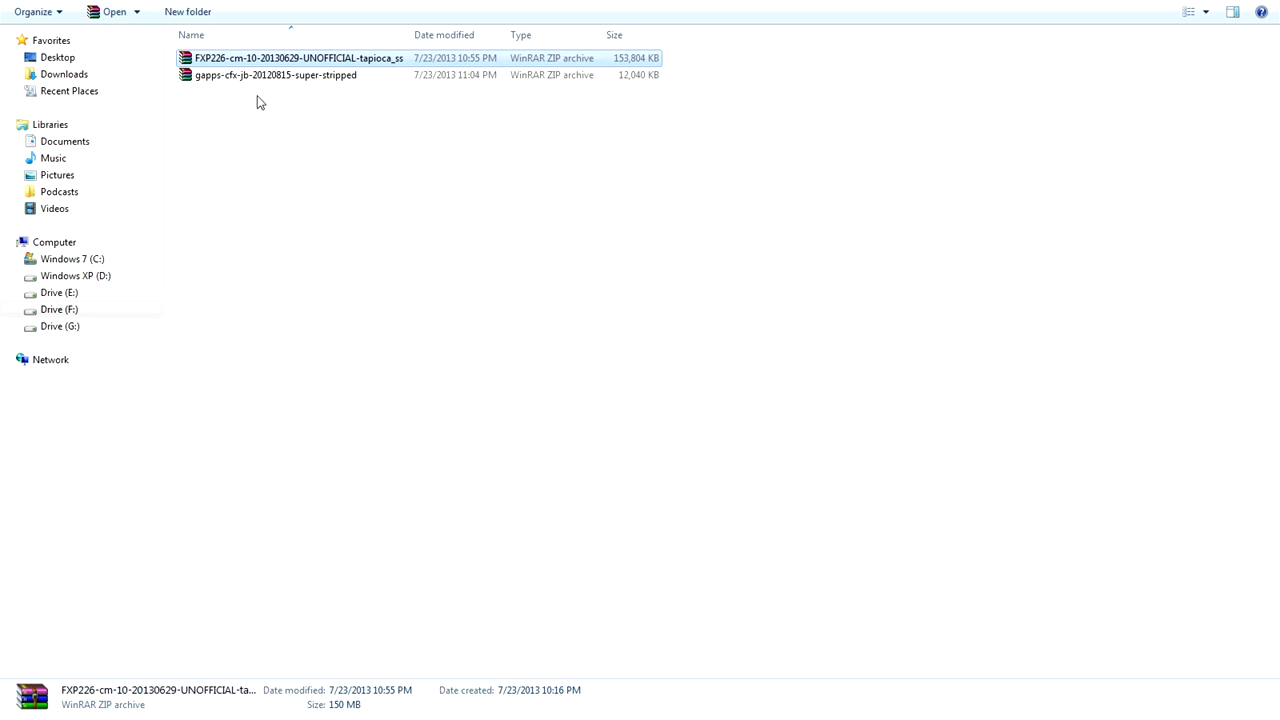 Organize Open New folder
Name Date modified Type Size
Favorites
FXP226-cm-10-20130629-UNOFFICIAL-tapioca_ss 7/23/2013 10:55 PM WinRAR ZIP archive 153,804 KB
Desktop
gapps-cfx-jb-20120815-super-stripped 7/23/2013 11:04 PM WinRAR ZIP archive 12,040 KB
Downloads
Recent Places
Libraries
Documents
Music
Pictures
Podcasts
Videos
Computer
Windows 7 (C:)
Windows XP (D:)
Drive (E:)
Drive (F:)
Drive (G:)
Network
FXP226-cm-10-20130629-UNOFFICIAL-ta... Date modified: 7/23/2013 10:55 PM Date created: 7/23/2013 10:16 PM
WinRAR ZIP archive Size: 150 MB